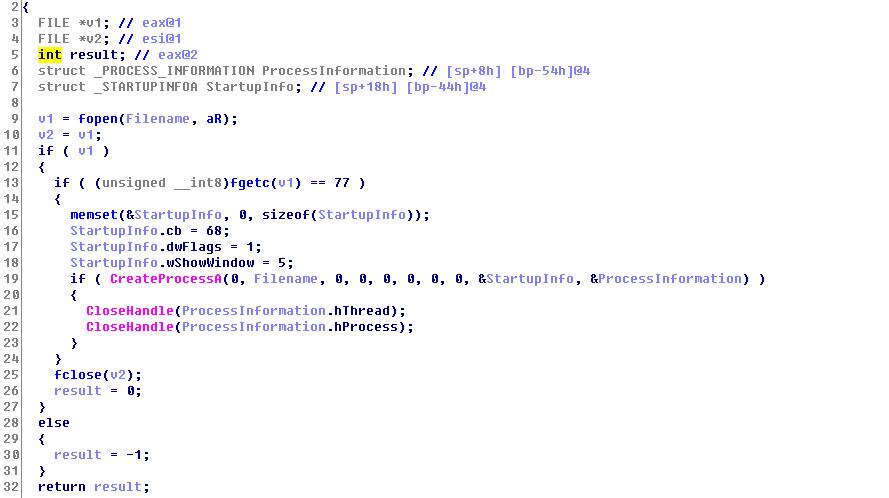 2 {
3 FILE *v1; // eax@1
4 FILE *v2; // esi@1
5 int result; // eax@2
6 struct _PROCESS_INFORMATION ProcessInformation; // [sp+8h] [bp-54h]@4
7 struct _STARTUPINFOA StartupInfo; // [sp+18h] [bp-44h]@4
8
9 v1 = fopen(Filename, aR);
10 v2 = v1;
11 if ( v1 )
12 {
13 if ( (unsigned __int8)fgetc(v1) == 77 )
14 {
15 memset(&StartupInfo, 0, sizeof(StartupInfo));
16 StartupInfo.cb = 68;
17 StartupInfo.dwFlags = 1;
18 StartupInfo.wShowWindow = 5;
19 if ( CreateProcessA(0, Filename, 0, 0, 0, 0, 0, 0, &StartupInfo, &ProcessInformation) )
20 {
21 CloseHandle(ProcessInformation.hThread);
22 CloseHandle(ProcessInformation.hProcess);
23 }
24 }
25 fclose(v2);
26 result = 0;
27 }
28 else
29 {
30 result = -1;
31 }
32 return result;